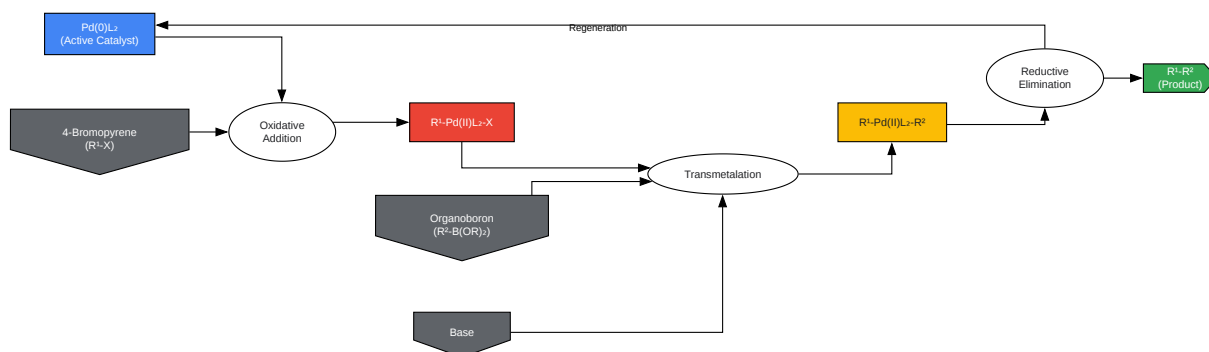 Pd(0)L₂
(Active Catalyst)
Regeneration
Reductive
Elimination
R¹-R²
(Product)
4-Bromopyrene
(R¹-X)
Oxidative
Addition
R¹-Pd(II)L₂-X
R¹-Pd(II)L₂-R²
Transmetalation
Organoboron
(R²-B(OR)₂)
Base